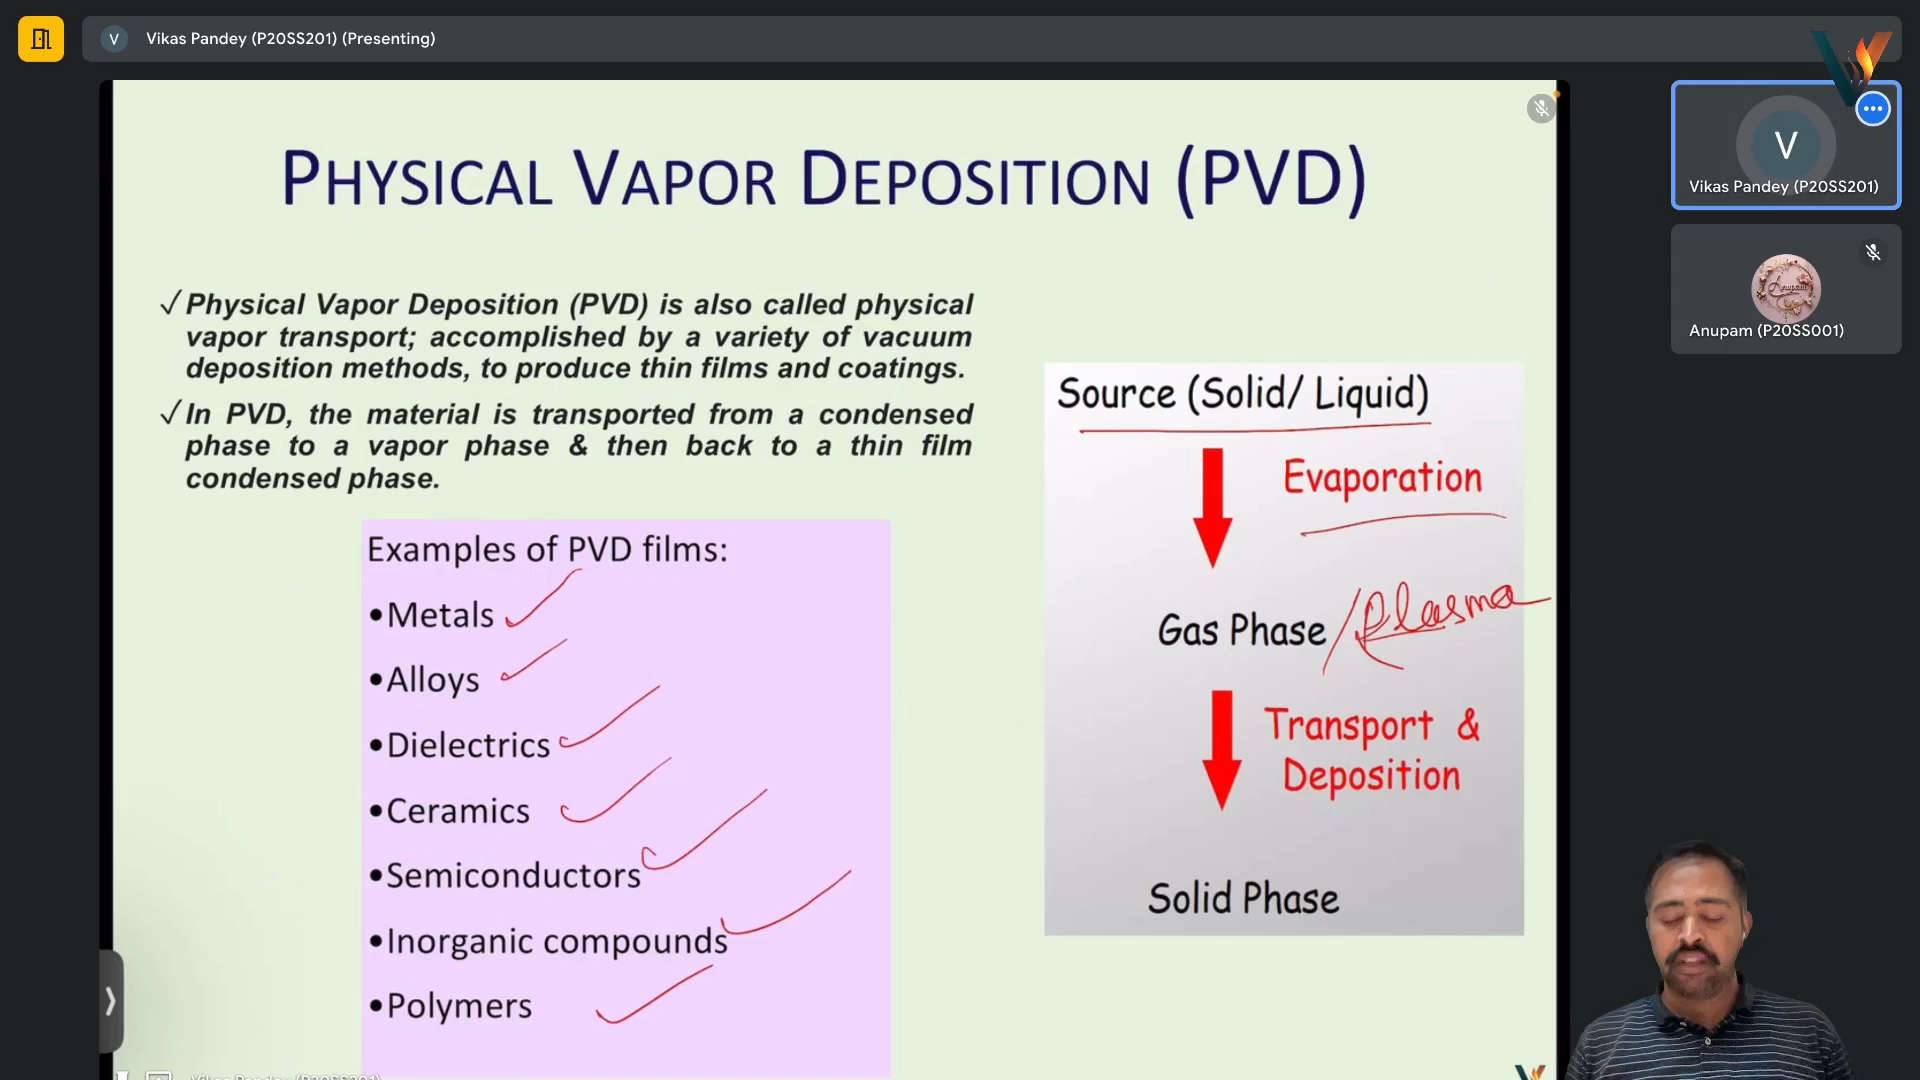 V Vikas Pandey (P20SS201) (Presenting)
PHYSICAL VAPOR DEPOSITION (PVD)
✓Physical Vapor Deposition (PVD) is also called physical
vapor transport; accomplished by a variety of vacuum
deposition methods, to produce thin films and coatings.
✓In PVD, the material is transported from a condensed
phase to a vapor phase & then back to a thin film
condensed phase.
Examples of PVD films:
•Metals
•Alloys
•Dielectrics
•Ceramics
•Semiconductors
•Inorganic compounds
•Polymers
Source (Solid/ Liquid)
Evaporation
Gas Phase /Plasma
Transport &
Deposition
Solid Phase
V
Vikas Pandey (P20SS201)
Anupam
Anupam (P20SS001)
Vikas Pandey (P20SS201)